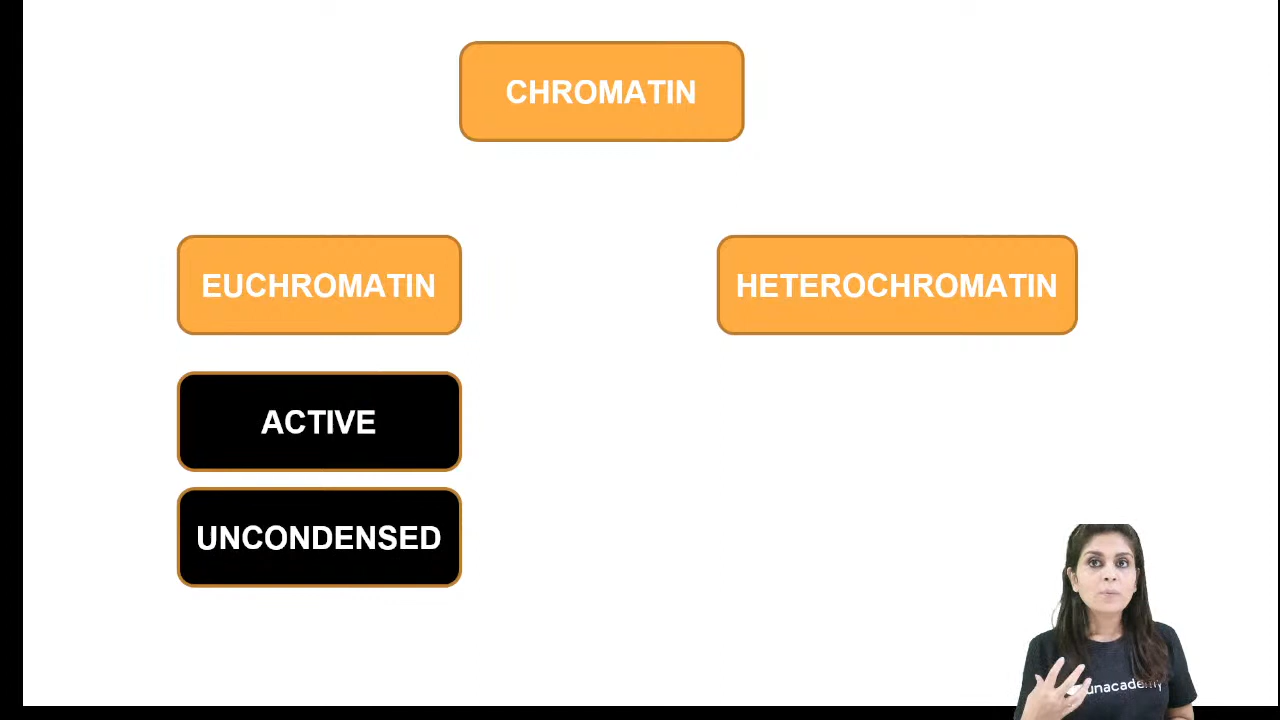 CHROMATIN
EUCHROMATIN
HETEROCHROMATIN
ACTIVE
UNCONDENSED
unacademy